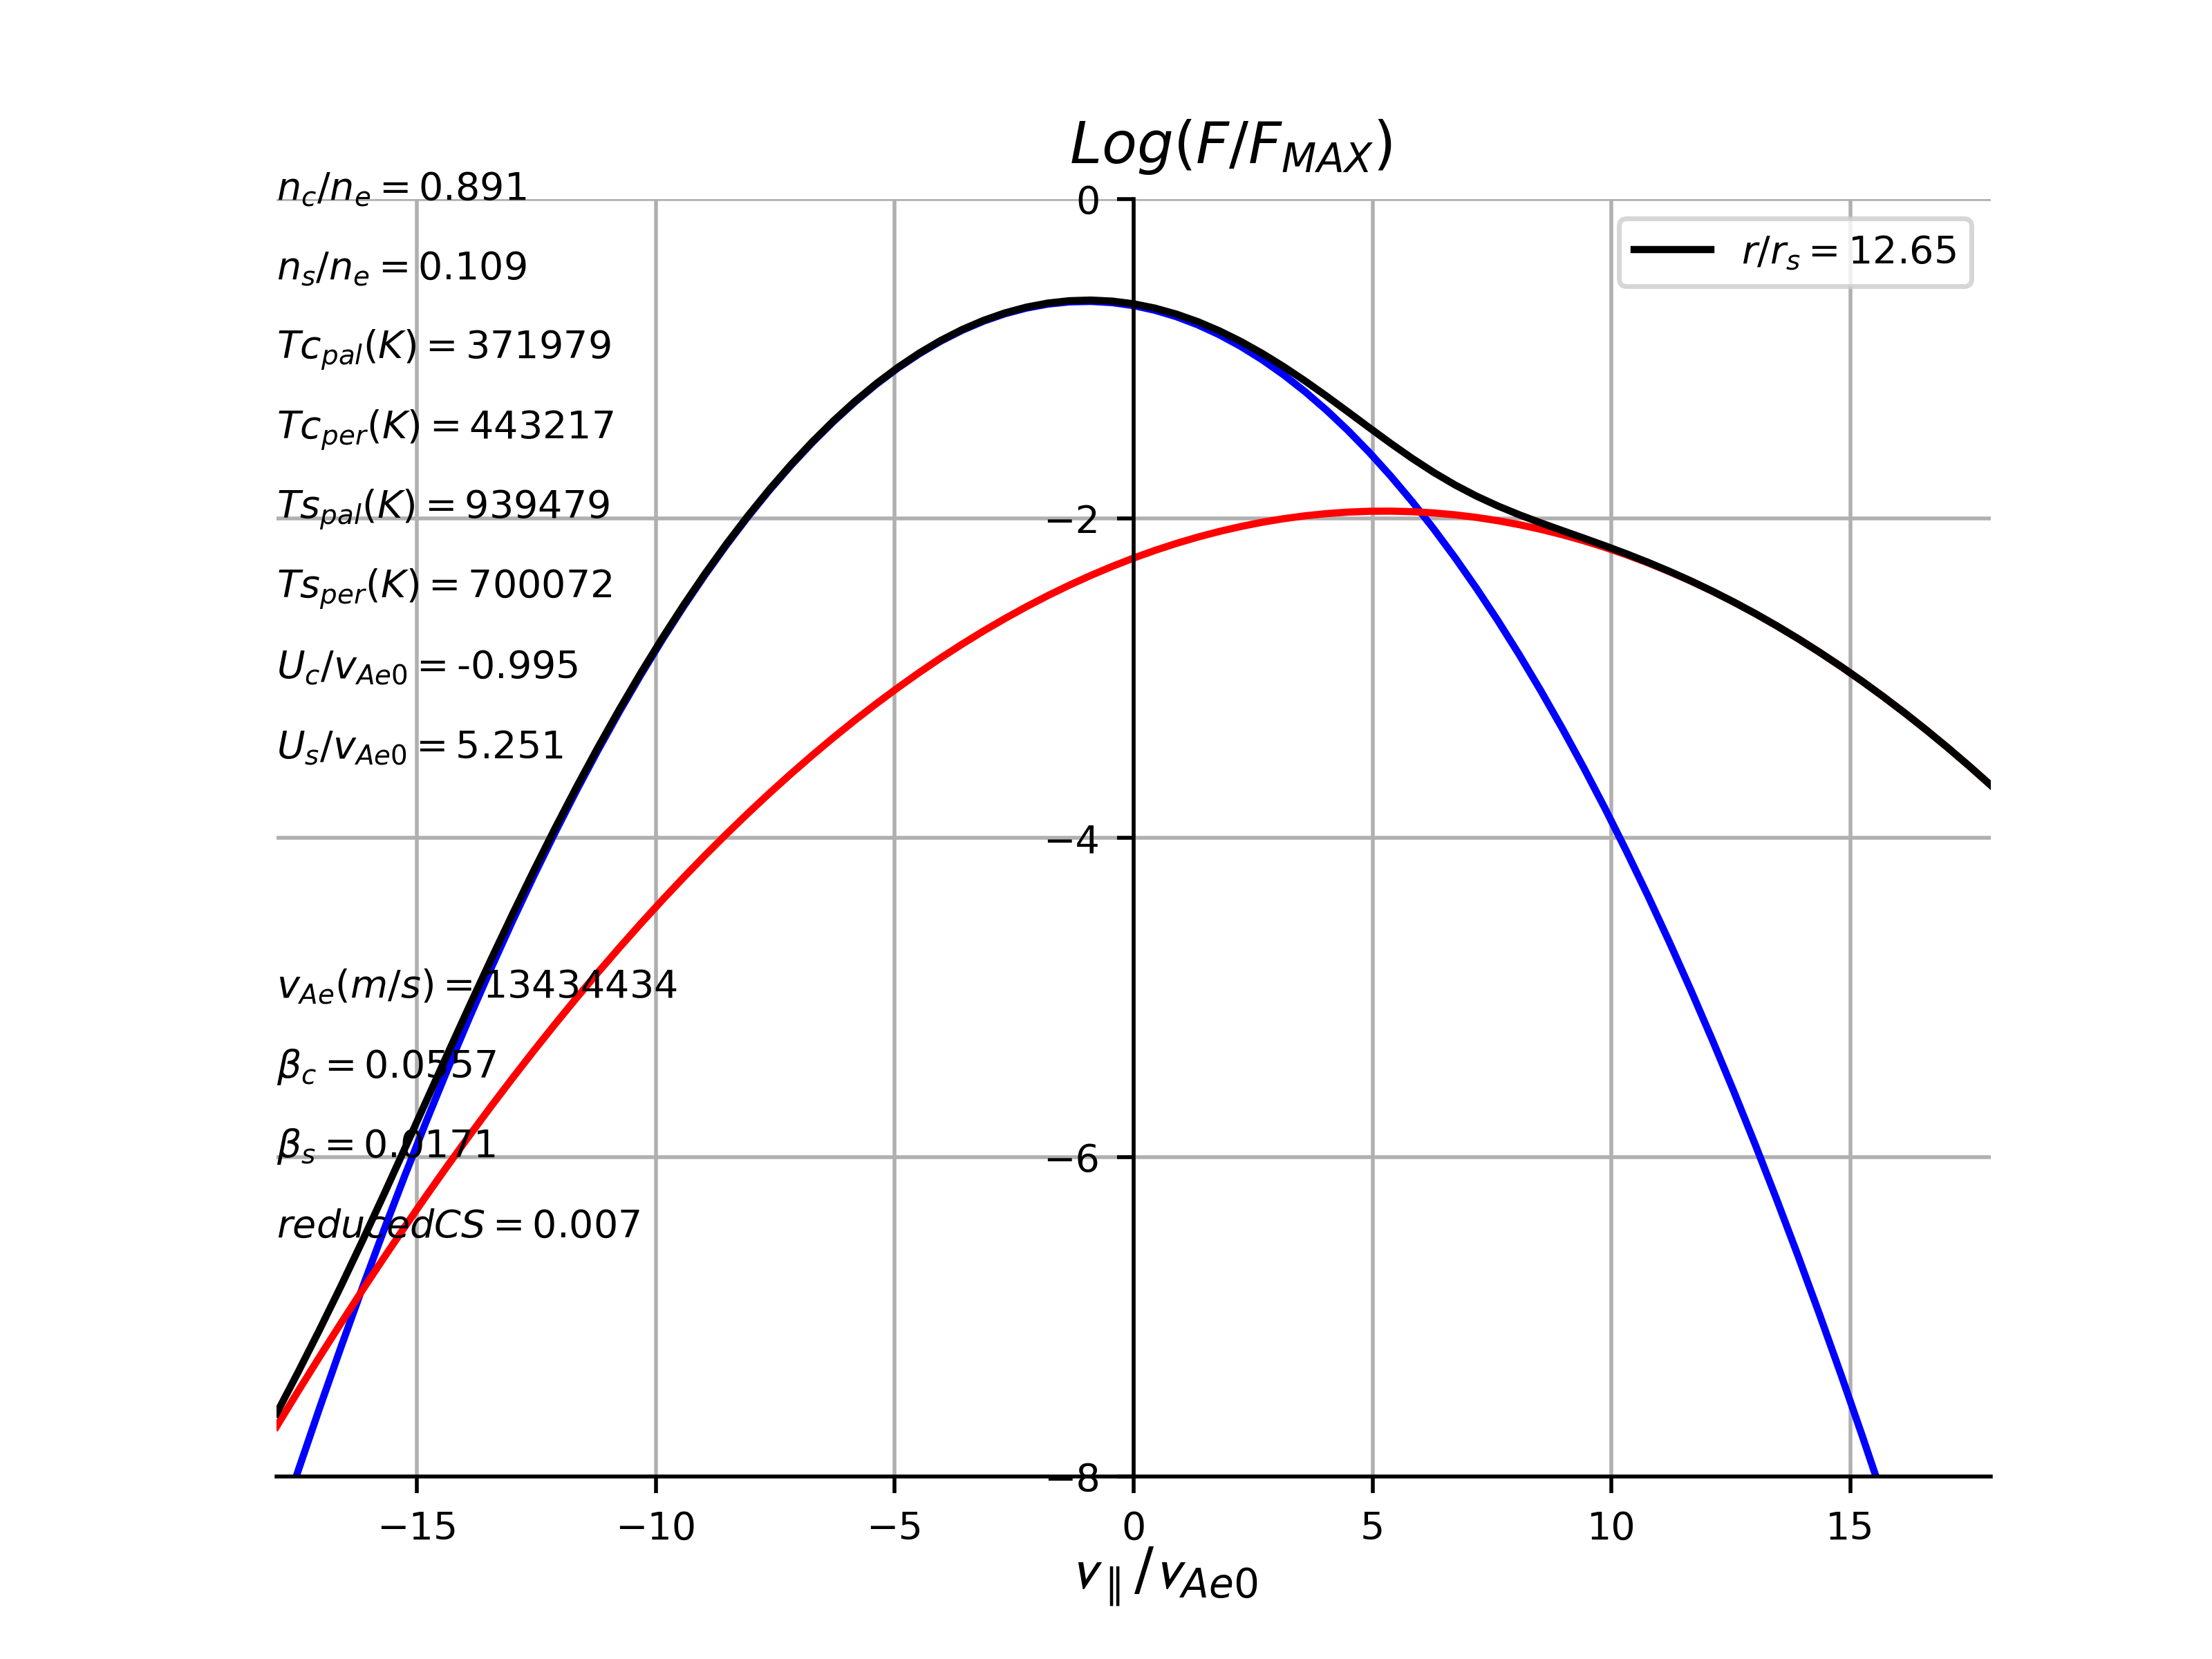 Log(F/F_MAX)
n_c/n_e = 0.891
0
r/r_s = 12.65
n_s/n_e = 0.109
Tc_pal(K) = 371979
Tc_per(K) = 443217
Ts_pal(K) = 939479
−2
Ts_per(K) = 700072
U_c/v_Ae0 = -0.995
U_s/v_Ae0 = 5.251
−4
v_Ae(m/s) = 13434434
β_c = 0.0557
β_s = 0.0171
−6
reducedCS = 0.007
−8
−15 −10 −5 0 5 10 15
v_∥/v_Ae0